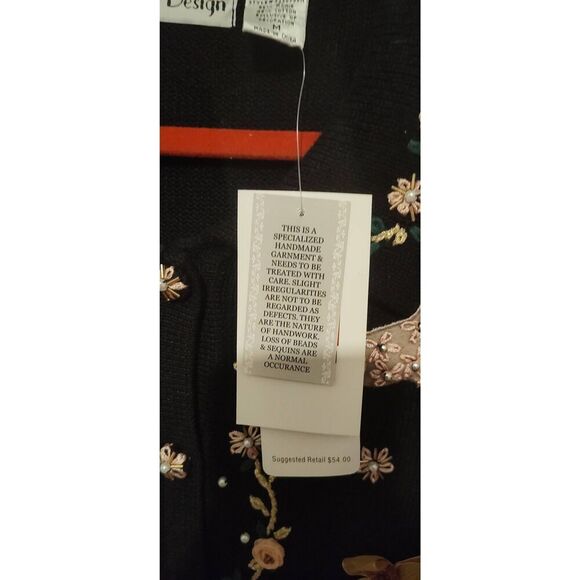 Design
M
THIS IS A
SPECIALIZED
HANDMADE
GARNMENT &
NEEDS TO BE
TREATED WITH
CARE. SLIGHT
IRREGULARITIES
ARE NOT TO BE
REGARDED AS
DEFECTS. THEY
ARE THE NATURE
OF HANDWORK.
LOSS OF BEADS
& SEQUINS ARE
A NORMAL
OCCURANCE
Suggested Retail $54.00